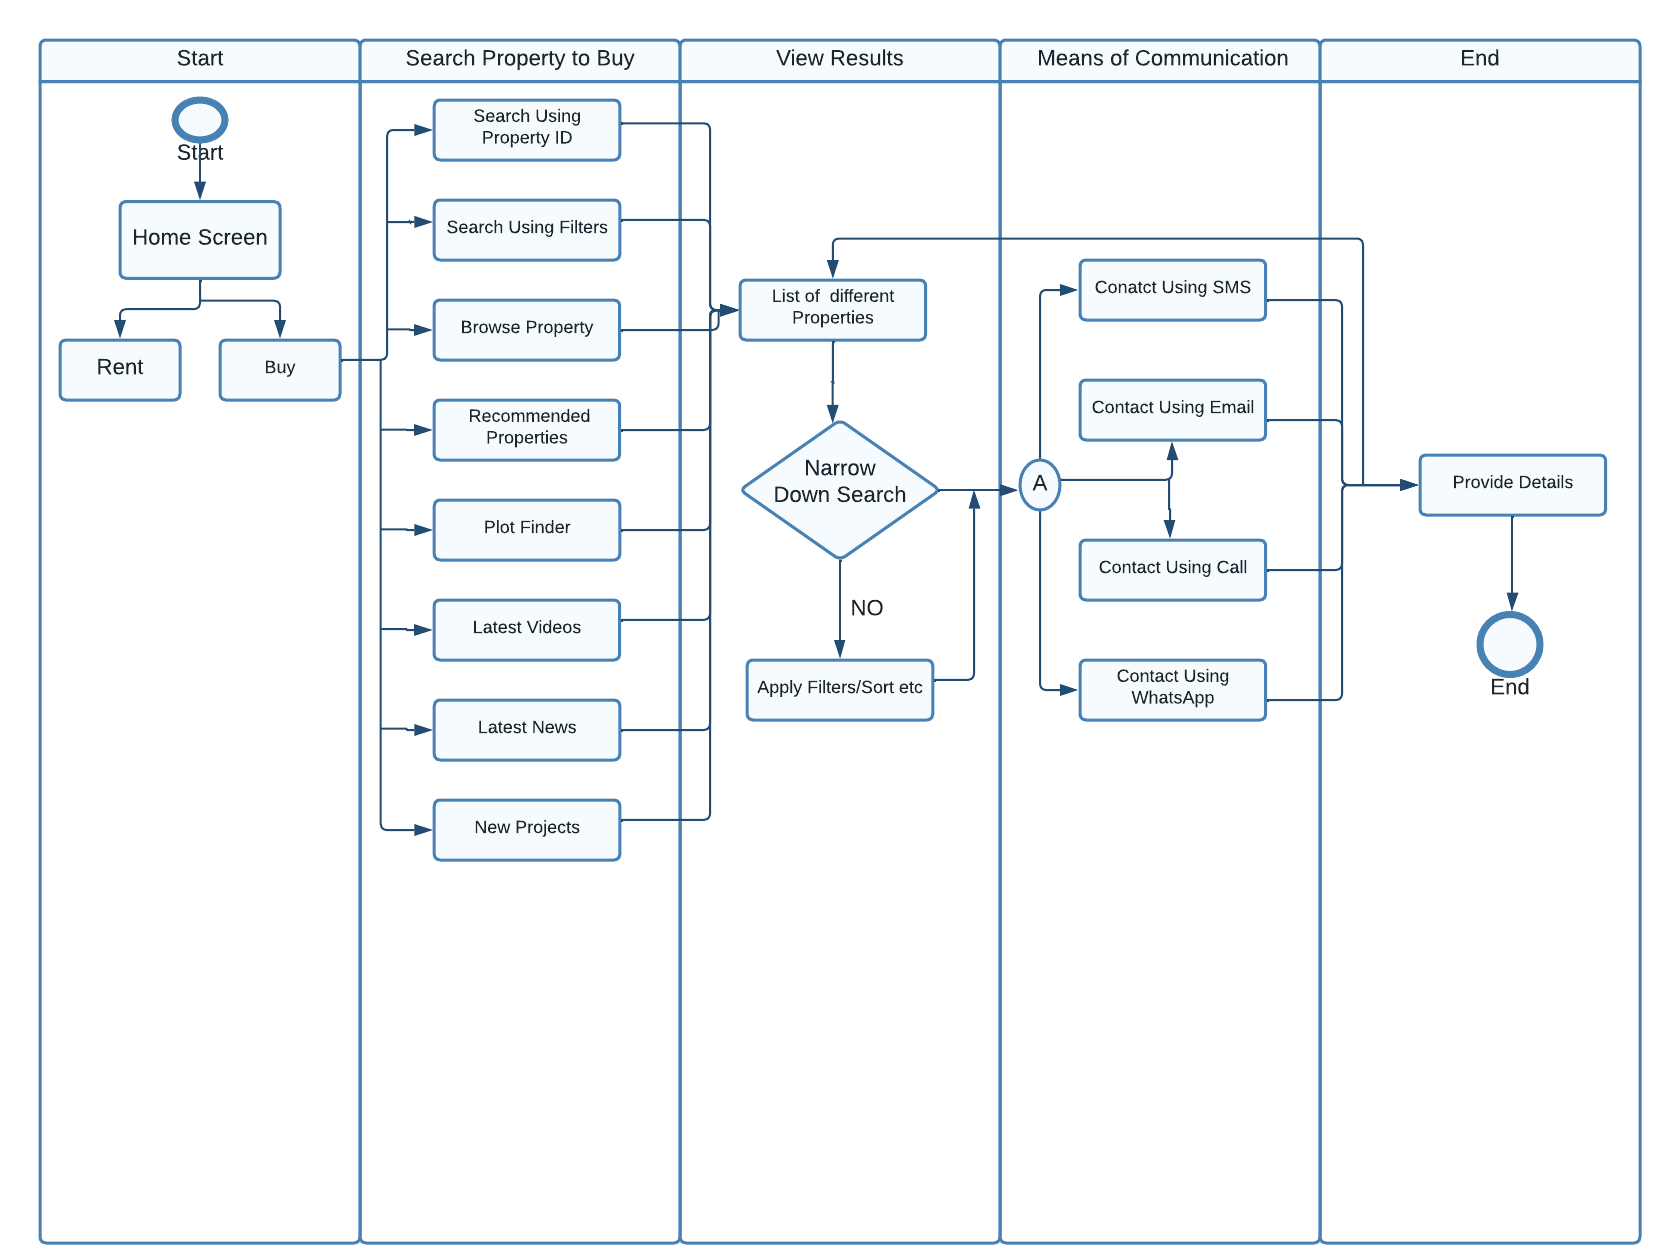 Start
Search Property to Buy
View Results
Means of Communication
End
Start
Home Screen
Rent
Buy
Search Using
Property ID
Search Using Filters
Browse Property
Recommended
Properties
Plot Finder
Latest Videos
Latest News
New Projects
List of  different
Properties
Narrow
Down Search
NO
Apply Filters/Sort etc
A
Conatct Using SMS
Contact Using Email
Contact Using Call
Contact Using
WhatsApp
Provide Details
End